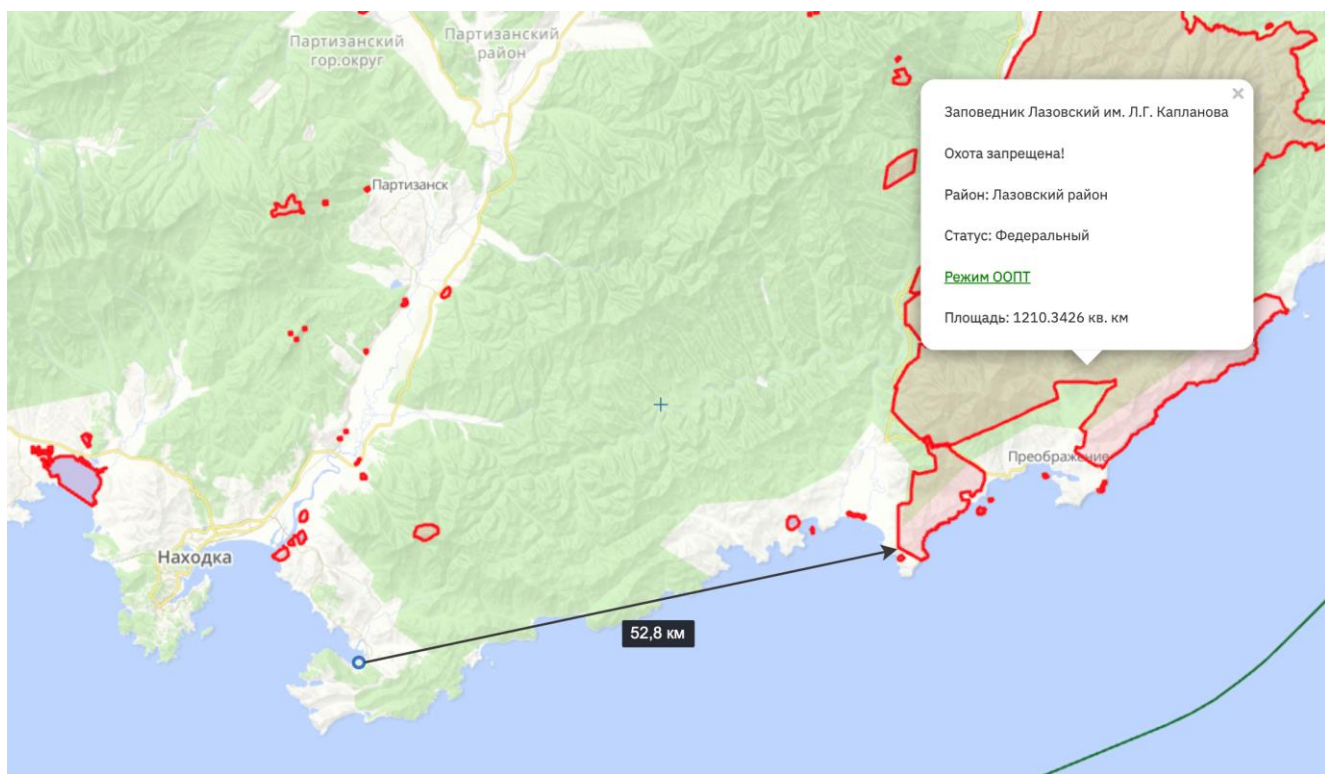 Партизанский
гор.округ
Партизанский
район
×
Заповедник Лазовский им. Л.Г. Капланова
Охота запрещена!
Район: Лазовский район
Статус: Федеральный
Режим ООПТ
Площадь: 1210.3426 кв. км
Партизанск
Преображение
Находка
52,8 км